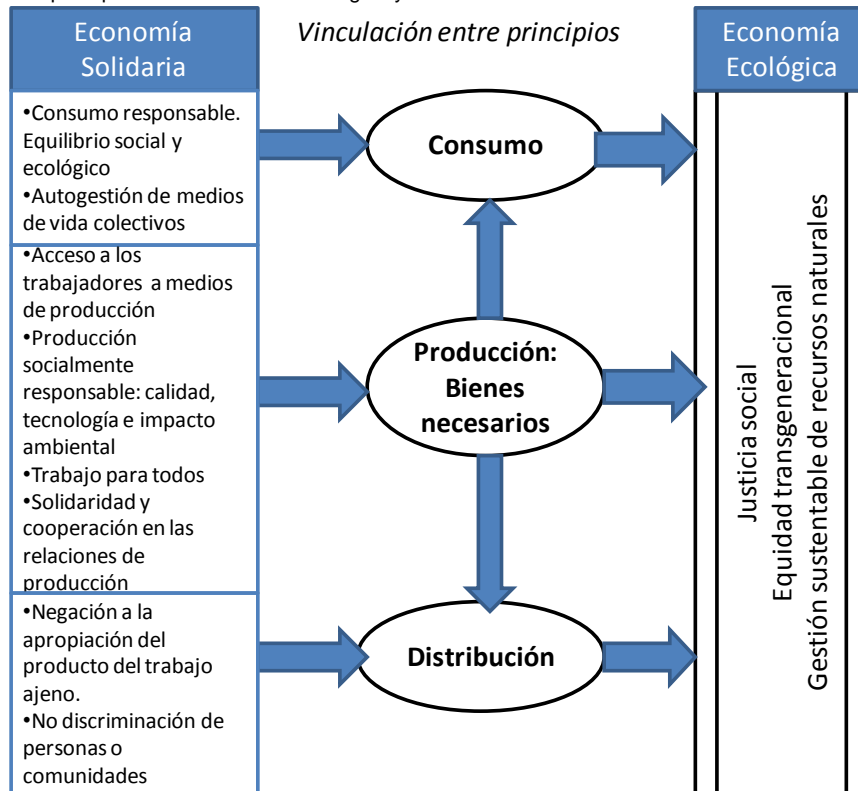 Economía
Solidaria
Vinculación entre principios
Economía
Ecológica
•Consumo responsable.
Equilibrio social y
ecológico
•Autogestión de medios
de vida colectivos
•Acceso a los
trabajadores a medios
de producción
•Producción
socialmente
responsable: calidad,
tecnología e impacto
ambiental
•Trabajo para todos
•Solidaridad y
cooperación en las
relaciones de
producción
•Negación a la
apropiación del
producto del trabajo
ajeno.
•No discriminación de
personas o
comunidades
Consumo
Producción:
Bienes
necesarios
Distribución
Justicia social
Equidad transgeneracional
Gestión sustentable de recursos naturales